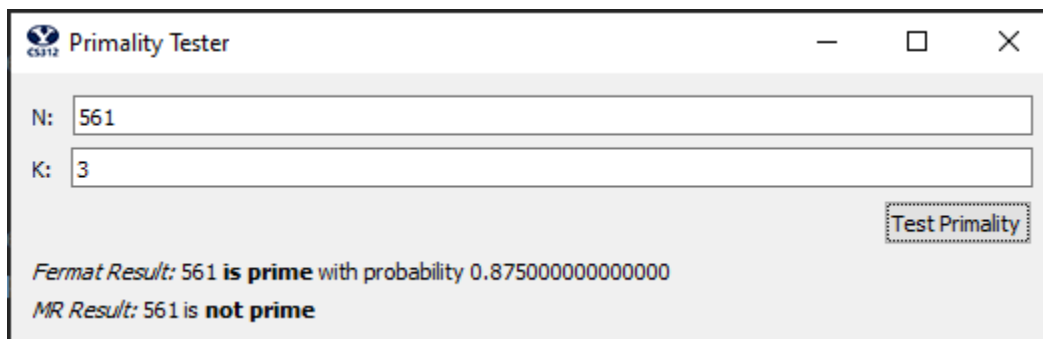 CS312 Primality Tester
N: 561
K: 3
Test Primality
Fermat Result: 561 is prime with probability 0.875000000000000
MR Result: 561 is not prime